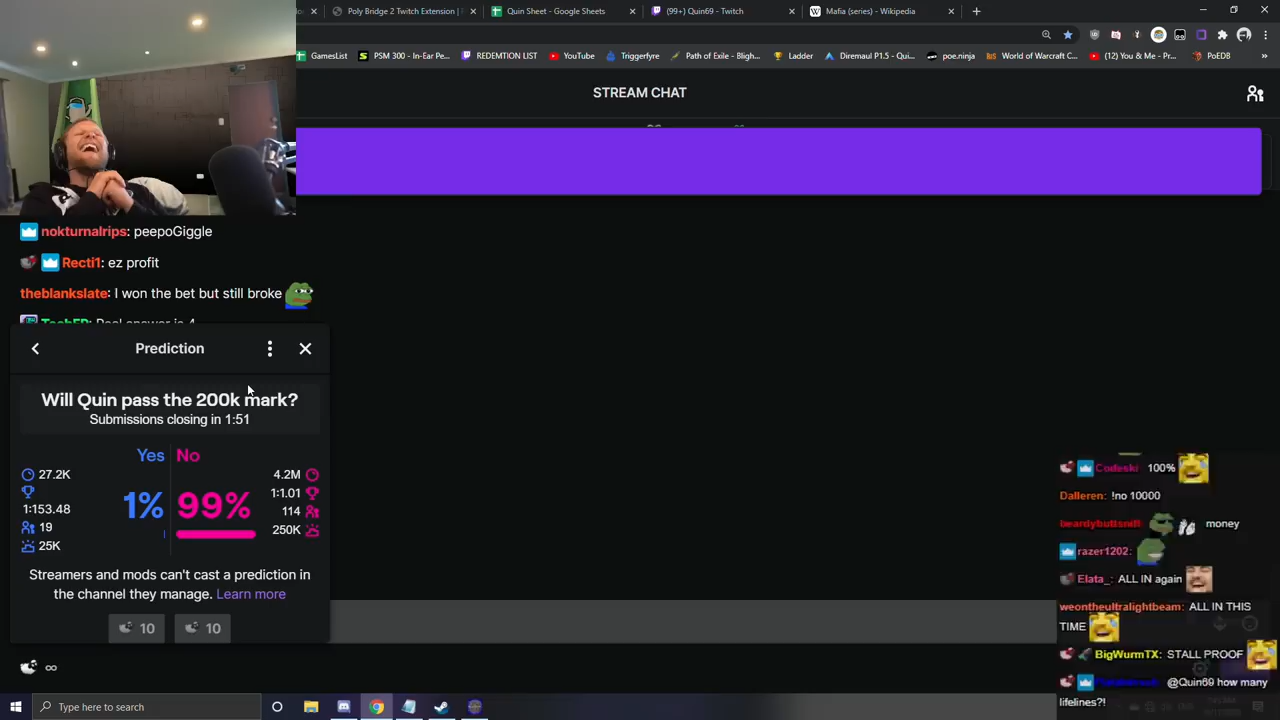 Poly Bridge 2 Twitch Extension |
Quin Sheet - Google Sheets
(99+) Quin69 - Twitch
Mafia (series) - Wikipedia
GamesList
PSM 300 - In-Ear Pe...
REDEMTION LIST
YouTube
Triggerfyre
Path of Exile - Bligh...
Ladder
Diremaul P1.5 - Qui...
poe.ninja
World of Warcraft C...
(12) You & Me - Pr...
PoEDB
STREAM CHAT
nokturnalrips: peepoGiggle
Recti1: ez profit
theblankslate: I won the bet but still broke
Prediction
Will Quin pass the 200k mark?
Submissions closing in 1:51
Yes No
27.2K
1:153.48
19
25K
1%
99%
4.2M
1:1.01
114
250K
Streamers and mods can't cast a prediction in
the channel they manage. Learn more
10
10
∞
Codeski 100%
Dalleren: !no 10000
beardybuttsniff money
razer1202:
Elata_: ALL IN again
weontheultralightbeam: ALL IN THIS
TIME
BigWurmTX: STALL PROOF
@Quin69 how many
lifelines?!
Type here to search